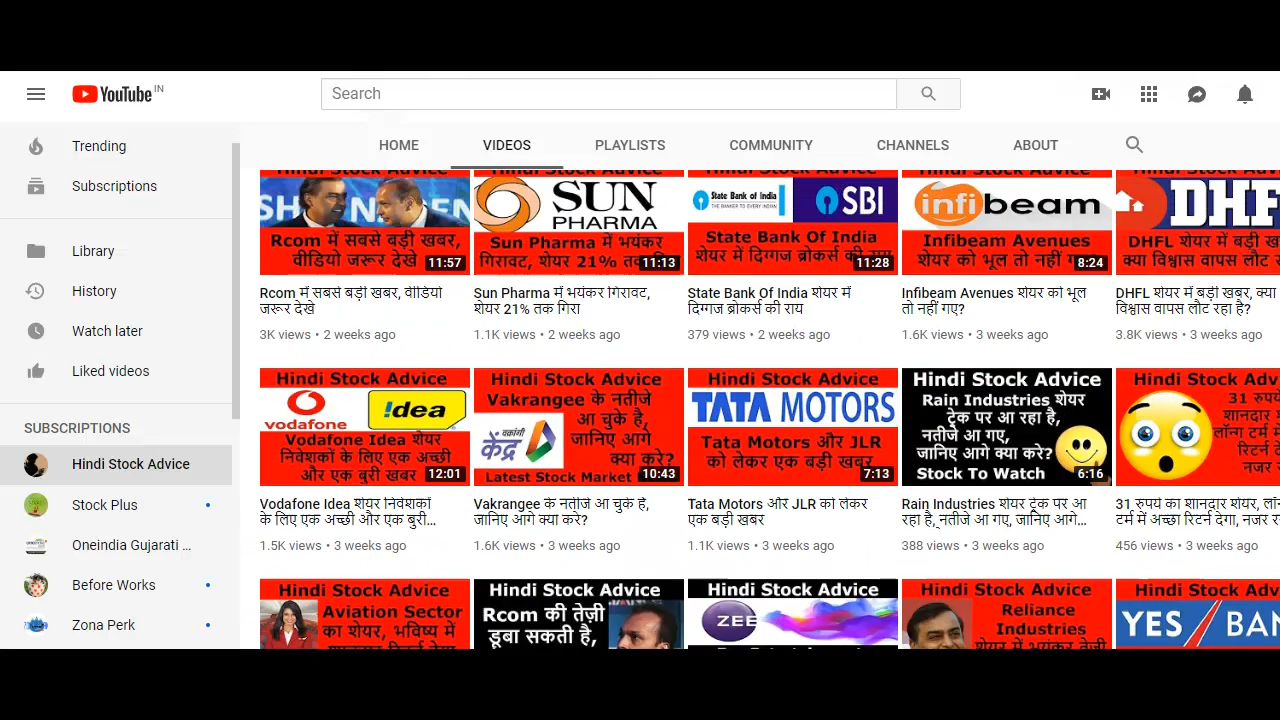 YouTube IN
Search
Trending
Subscriptions
Library
History
Watch later
Liked videos
SUBSCRIPTIONS
Hindi Stock Advice
Stock Plus
Oneindia Gujarati ...
Before Works
Zona Perk
HOME
VIDEOS
PLAYLISTS
COMMUNITY
CHANNELS
ABOUT
Rcom में सबसे बड़ी खबर,
वीडियो जरूर देखे
11:57
Rcom में सबसे बड़ी खबर, वीडियो
जरूर देखे
3K views • 2 weeks ago
SUN
PHARMA
Sun Pharma में भयंकर
गिरावट, शेयर 21% तक
11:13
Sun Pharma में भयंकर गिरावट,
शेयर 21% तक गिरा
1.1K views • 2 weeks ago
State Bank of India
THE BANKER TO EVERY INDIAN
SBI
State Bank Of India
शेयर में दिग्गज ब्रोकर्स की राय
11:28
State Bank Of India शेयर में
दिग्गज ब्रोकर्स की राय
379 views • 2 weeks ago
infibeam
Infibeam Avenues
शेयर को भूल तो नहीं
8:24
Infibeam Avenues शेयर को भूल
तो नहीं गए?
1.6K views • 3 weeks ago
DHF
DHFL शेयर में बड़ी
क्या विश्वास वापस लौट
DHFL शेयर में बड़ी खबर, क्या
विश्वास वापस लौट रहा है?
3.8K views • 3 weeks ago
Hindi Stock Advice
vodafone
!dea
Vodafone Idea शेयर
निवेशकों के लिए एक अच्छी
और एक बुरी खबर
12:01
Vodafone Idea शेयर निवेशकों
के लिए एक अच्छी और एक बुरी...
1.5K views • 3 weeks ago
Hindi Stock Advice
Vakrangee के नतीजे
आ चुके है,
जानिए आगे
क्या करे?
वक्रांगी
केंद्र
Latest Stock Market
10:43
Vakrangee के नतीजे आ चुके है,
जानिए आगे क्या करे?
1.6K views • 3 weeks ago
Hindi Stock Advice
TATA MOTORS
Tata Motors और JLR
को लेकर एक बड़ी खबर
7:13
Tata Motors और JLR को लेकर
एक बड़ी खबर
1.1K views • 3 weeks ago
Hindi Stock Advice
Rain Industries शेयर
ट्रेक पर आ रहा है,
नतीजे आ गए,
जानिए आगे क्या करे?
Stock To Watch
6:16
Rain Industries शेयर ट्रेक पर आ
रहा है, नतीजे आ गए, जानिए आगे...
388 views • 3 weeks ago
Hindi Stock Adv
31 रुपये
शानदार शे
लॉन्ग टर्म में
रिटर्न दे
नजर
31 रुपये का शानदार शेयर, लॉन
टर्म में अच्छा रिटर्न देगा, नजर र
456 views • 3 weeks ago
Hindi Stock Advice
Aviation Sector
का शेयर, भविष्य में
Hindi Stock Advice
Rcom की तेज़ी
डूबा सकती है,
Hindi Stock Advice
ZEE
Hindi Stock Advice
Reliance
Industries
शेयर में भयंकर तेजी
Hindi Stock Adv
YES BAN